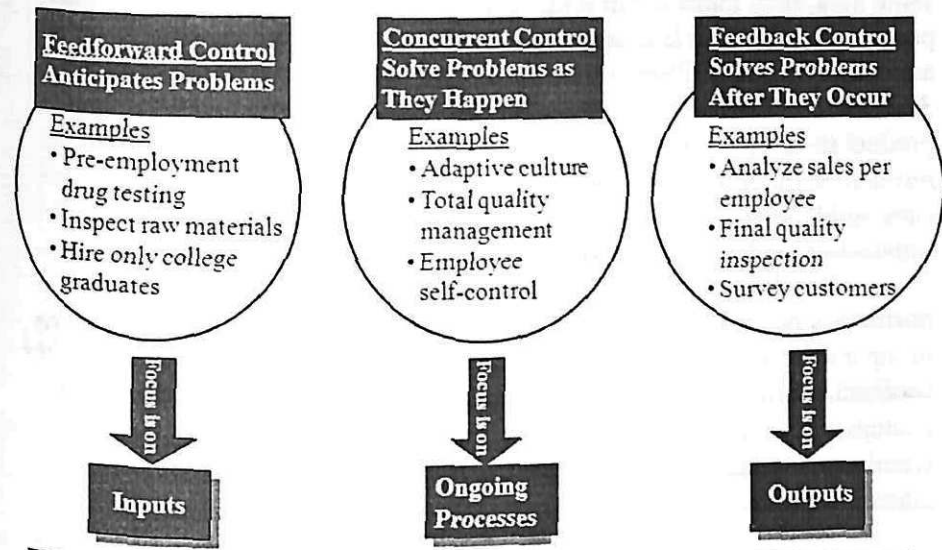 Feedforward Control
Anticipates Problems
Examples
• Pre-employment
drug testing
• Inspect raw materials
• Hire only college
graduates
Focus is on
Inputs
Concurrent Control
Solve Problems as
They Happen
Examples
• Adaptive culture
• Total quality
management
• Employee
self-control
Focus is on
Ongoing
Processes
Feedback Control
Solves Problems
After They Occur
Examples
• Analyze sales per
employee
• Final quality
inspection
• Survey customers
Focus is on
Outputs